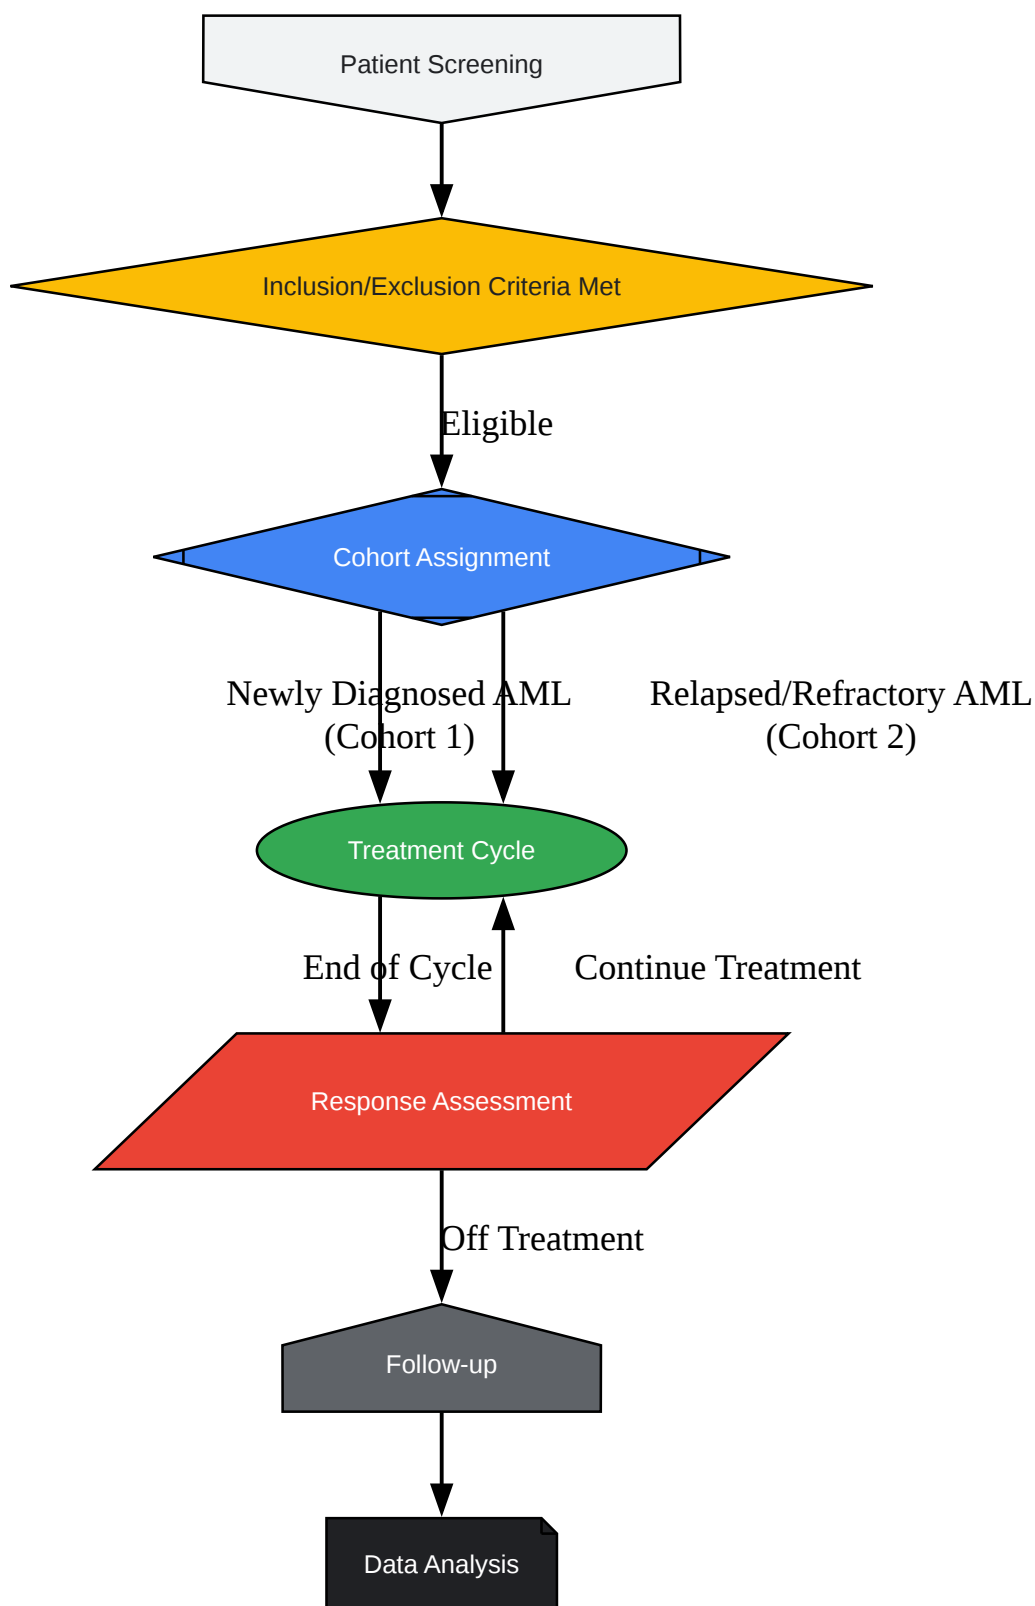 Patient Screening
Inclusion/Exclusion Criteria Met
Eligible
Cohort Assignment
Newly Diagnosed AML
(Cohort 1)
Relapsed/Refractory AML
(Cohort 2)
Treatment Cycle
End of Cycle
Continue Treatment
Response Assessment
Off Treatment
Follow-up
Data Analysis